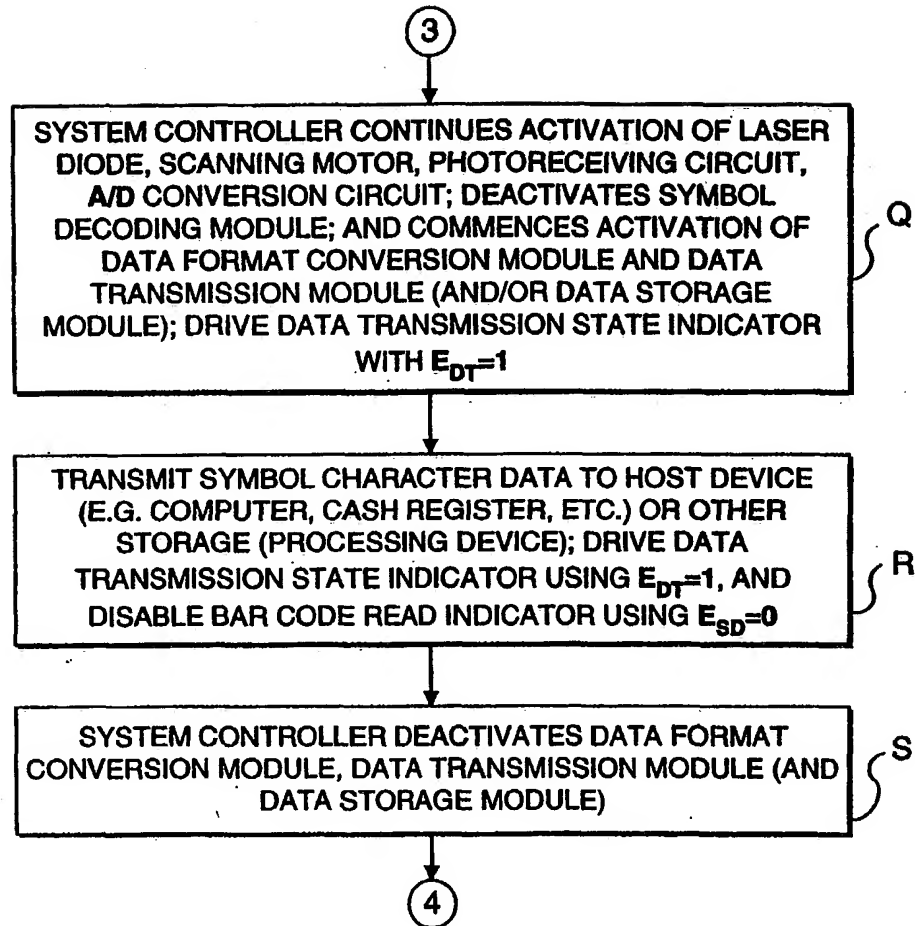 3
SYSTEM CONTROLLER CONTINUES ACTIVATION OF LASER
DIODE, SCANNING MOTOR, PHOTORECEIVING CIRCUIT,
A/D CONVERSION CIRCUIT; DEACTIVATES SYMBOL
DECODING MODULE; AND COMMENCES ACTIVATION OF
DATA FORMAT CONVERSION MODULE AND DATA
TRANSMISSION MODULE (AND/OR DATA STORAGE
MODULE); DRIVE DATA TRANSMISSION STATE INDICATOR
WITH E_DT=1
Q
TRANSMIT SYMBOL CHARACTER DATA TO HOST DEVICE
(E.G. COMPUTER, CASH REGISTER, ETC.) OR OTHER
STORAGE (PROCESSING DEVICE); DRIVE DATA
TRANSMISSION STATE INDICATOR USING E_DT=1, AND
DISABLE BAR CODE READ INDICATOR USING E_SD=0
R
SYSTEM CONTROLLER DEACTIVATES DATA FORMAT
CONVERSION MODULE, DATA TRANSMISSION MODULE (AND
DATA STORAGE MODULE)
S
4